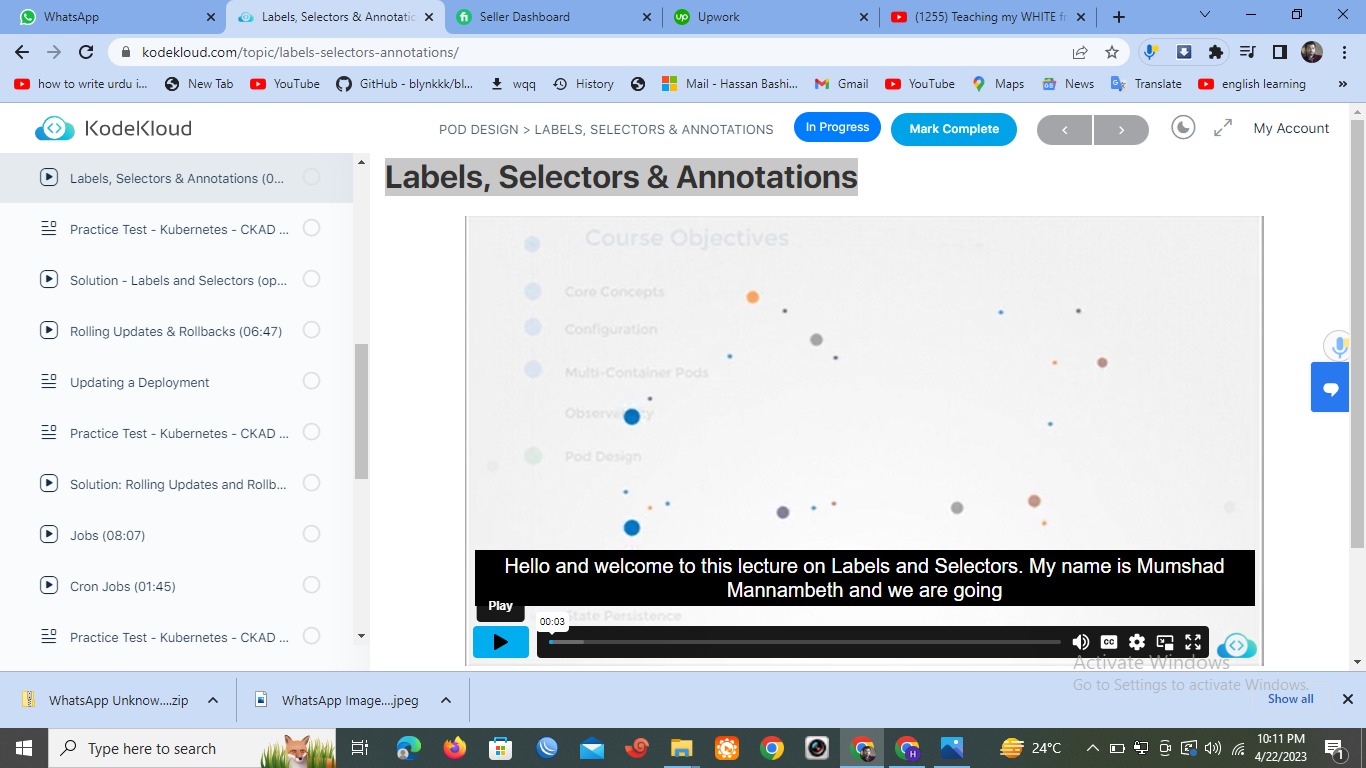 WhatsApp
Labels, Selectors & Annotatic
Seller Dashboard
Upwork
(1255) Teaching my WHITE fr
kodekloud.com/topic/labels-selectors-annotations/
how to write urdu i...
New Tab
YouTube
GitHub - blynkkk/bl...
wqq
History
Mail - Hassan Bashi...
Gmail
YouTube
Maps
News
Translate
english learning
KodeKloud
POD DESIGN > LABELS, SELECTORS & ANNOTATIONS
In Progress
Mark Complete
My Account
Labels, Selectors & Annotations (0...
Practice Test - Kubernetes - CKAD ...
Solution - Labels and Selectors (op...
Rolling Updates & Rollbacks (06:47)
Updating a Deployment
Practice Test - Kubernetes - CKAD ...
Solution: Rolling Updates and Rollb...
Jobs (08:07)
Cron Jobs (01:45)
Practice Test - Kubernetes - CKAD ...
Labels, Selectors & Annotations
Course Objectives
Core Concepts
Configuration
Multi-Container Pods
Observability
Pod Design
Hello and welcome to this lecture on Labels and Selectors. My name is Mumshad
Mannambeth and we are going
State Persistence
Play
00:03
CC
Activate Windows
Go to Settings to activate Windows.
WhatsApp Unknow....zip
WhatsApp Image....jpeg
Show all
Type here to search
24°C
10:11 PM
4/22/2023
1